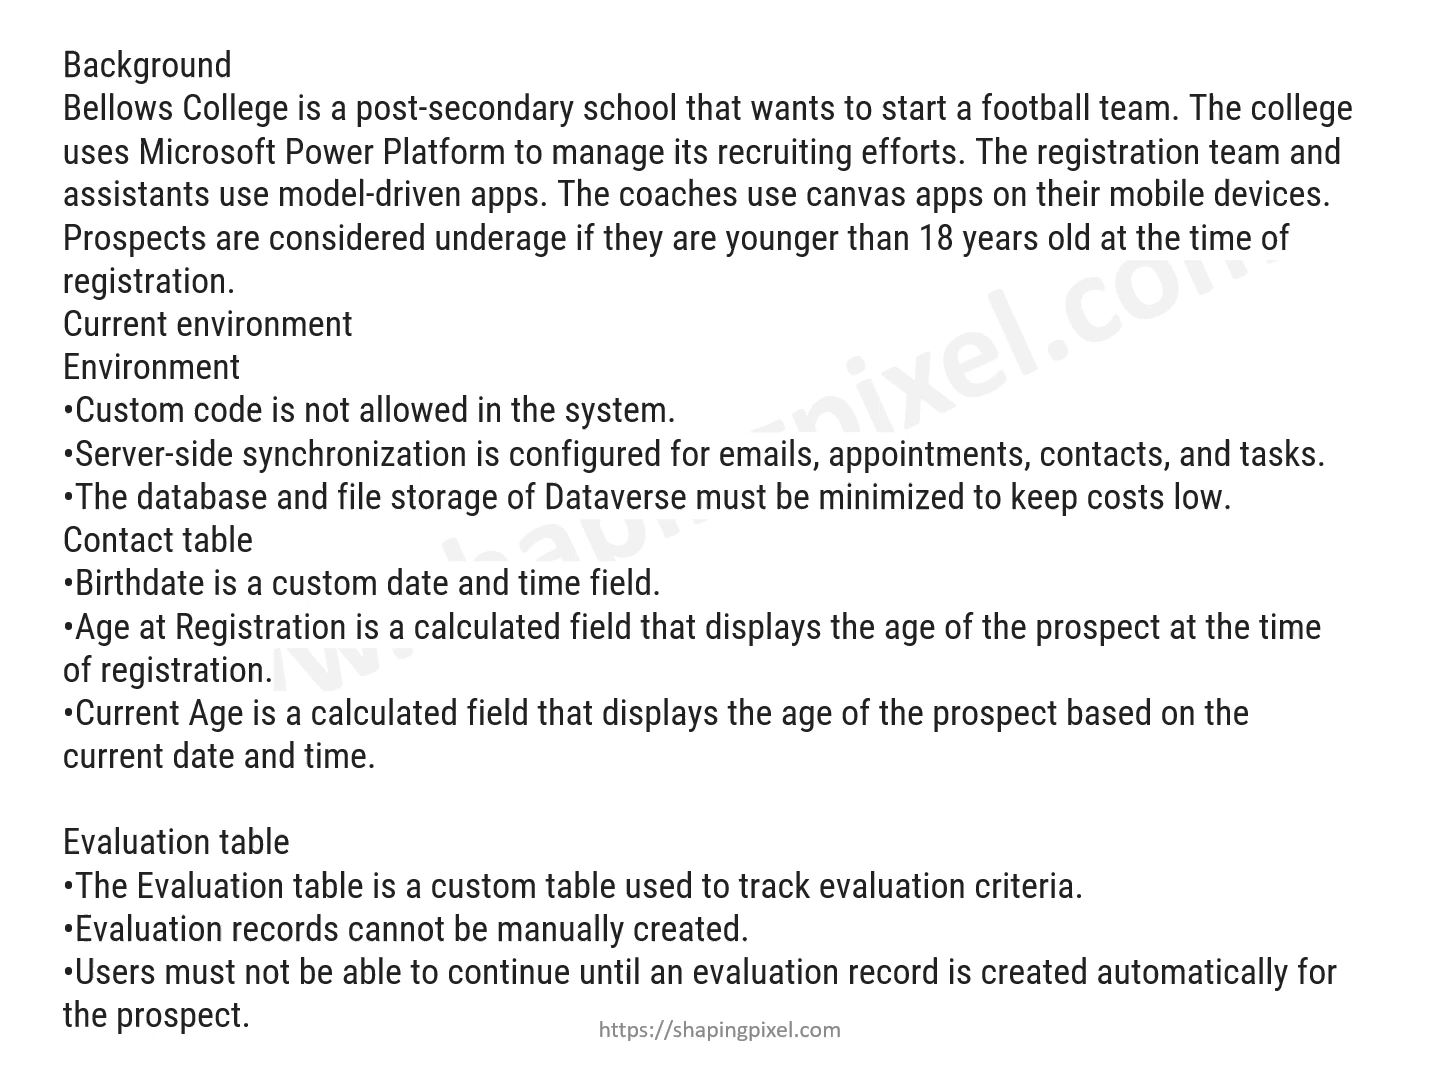 Background
Bellows College is a post-secondary school that wants to start a football team. The college
uses Microsoft Power Platform to manage its recruiting efforts. The registration team and
assistants use model-driven apps. The coaches use canvas apps on their mobile devices.
Prospects are considered underage if they are younger than 18 years old at the time of
registration.
Current environment
Environment
•Custom code is not allowed in the system.
•Server-side synchronization is configured for emails, appointments, contacts, and tasks.
•The database and file storage of Dataverse must be minimized to keep costs low.
Contact table
•Birthdate is a custom date and time field.
•Age at Registration is a calculated field that displays the age of the prospect at the time
of registration.
•Current Age is a calculated field that displays the age of the prospect based on the
current date and time.
Evaluation table
•The Evaluation table is a custom table used to track evaluation criteria.
•Evaluation records cannot be manually created.
•Users must not be able to continue until an evaluation record is created automatically for
the prospect.
https://shapingpixel.com